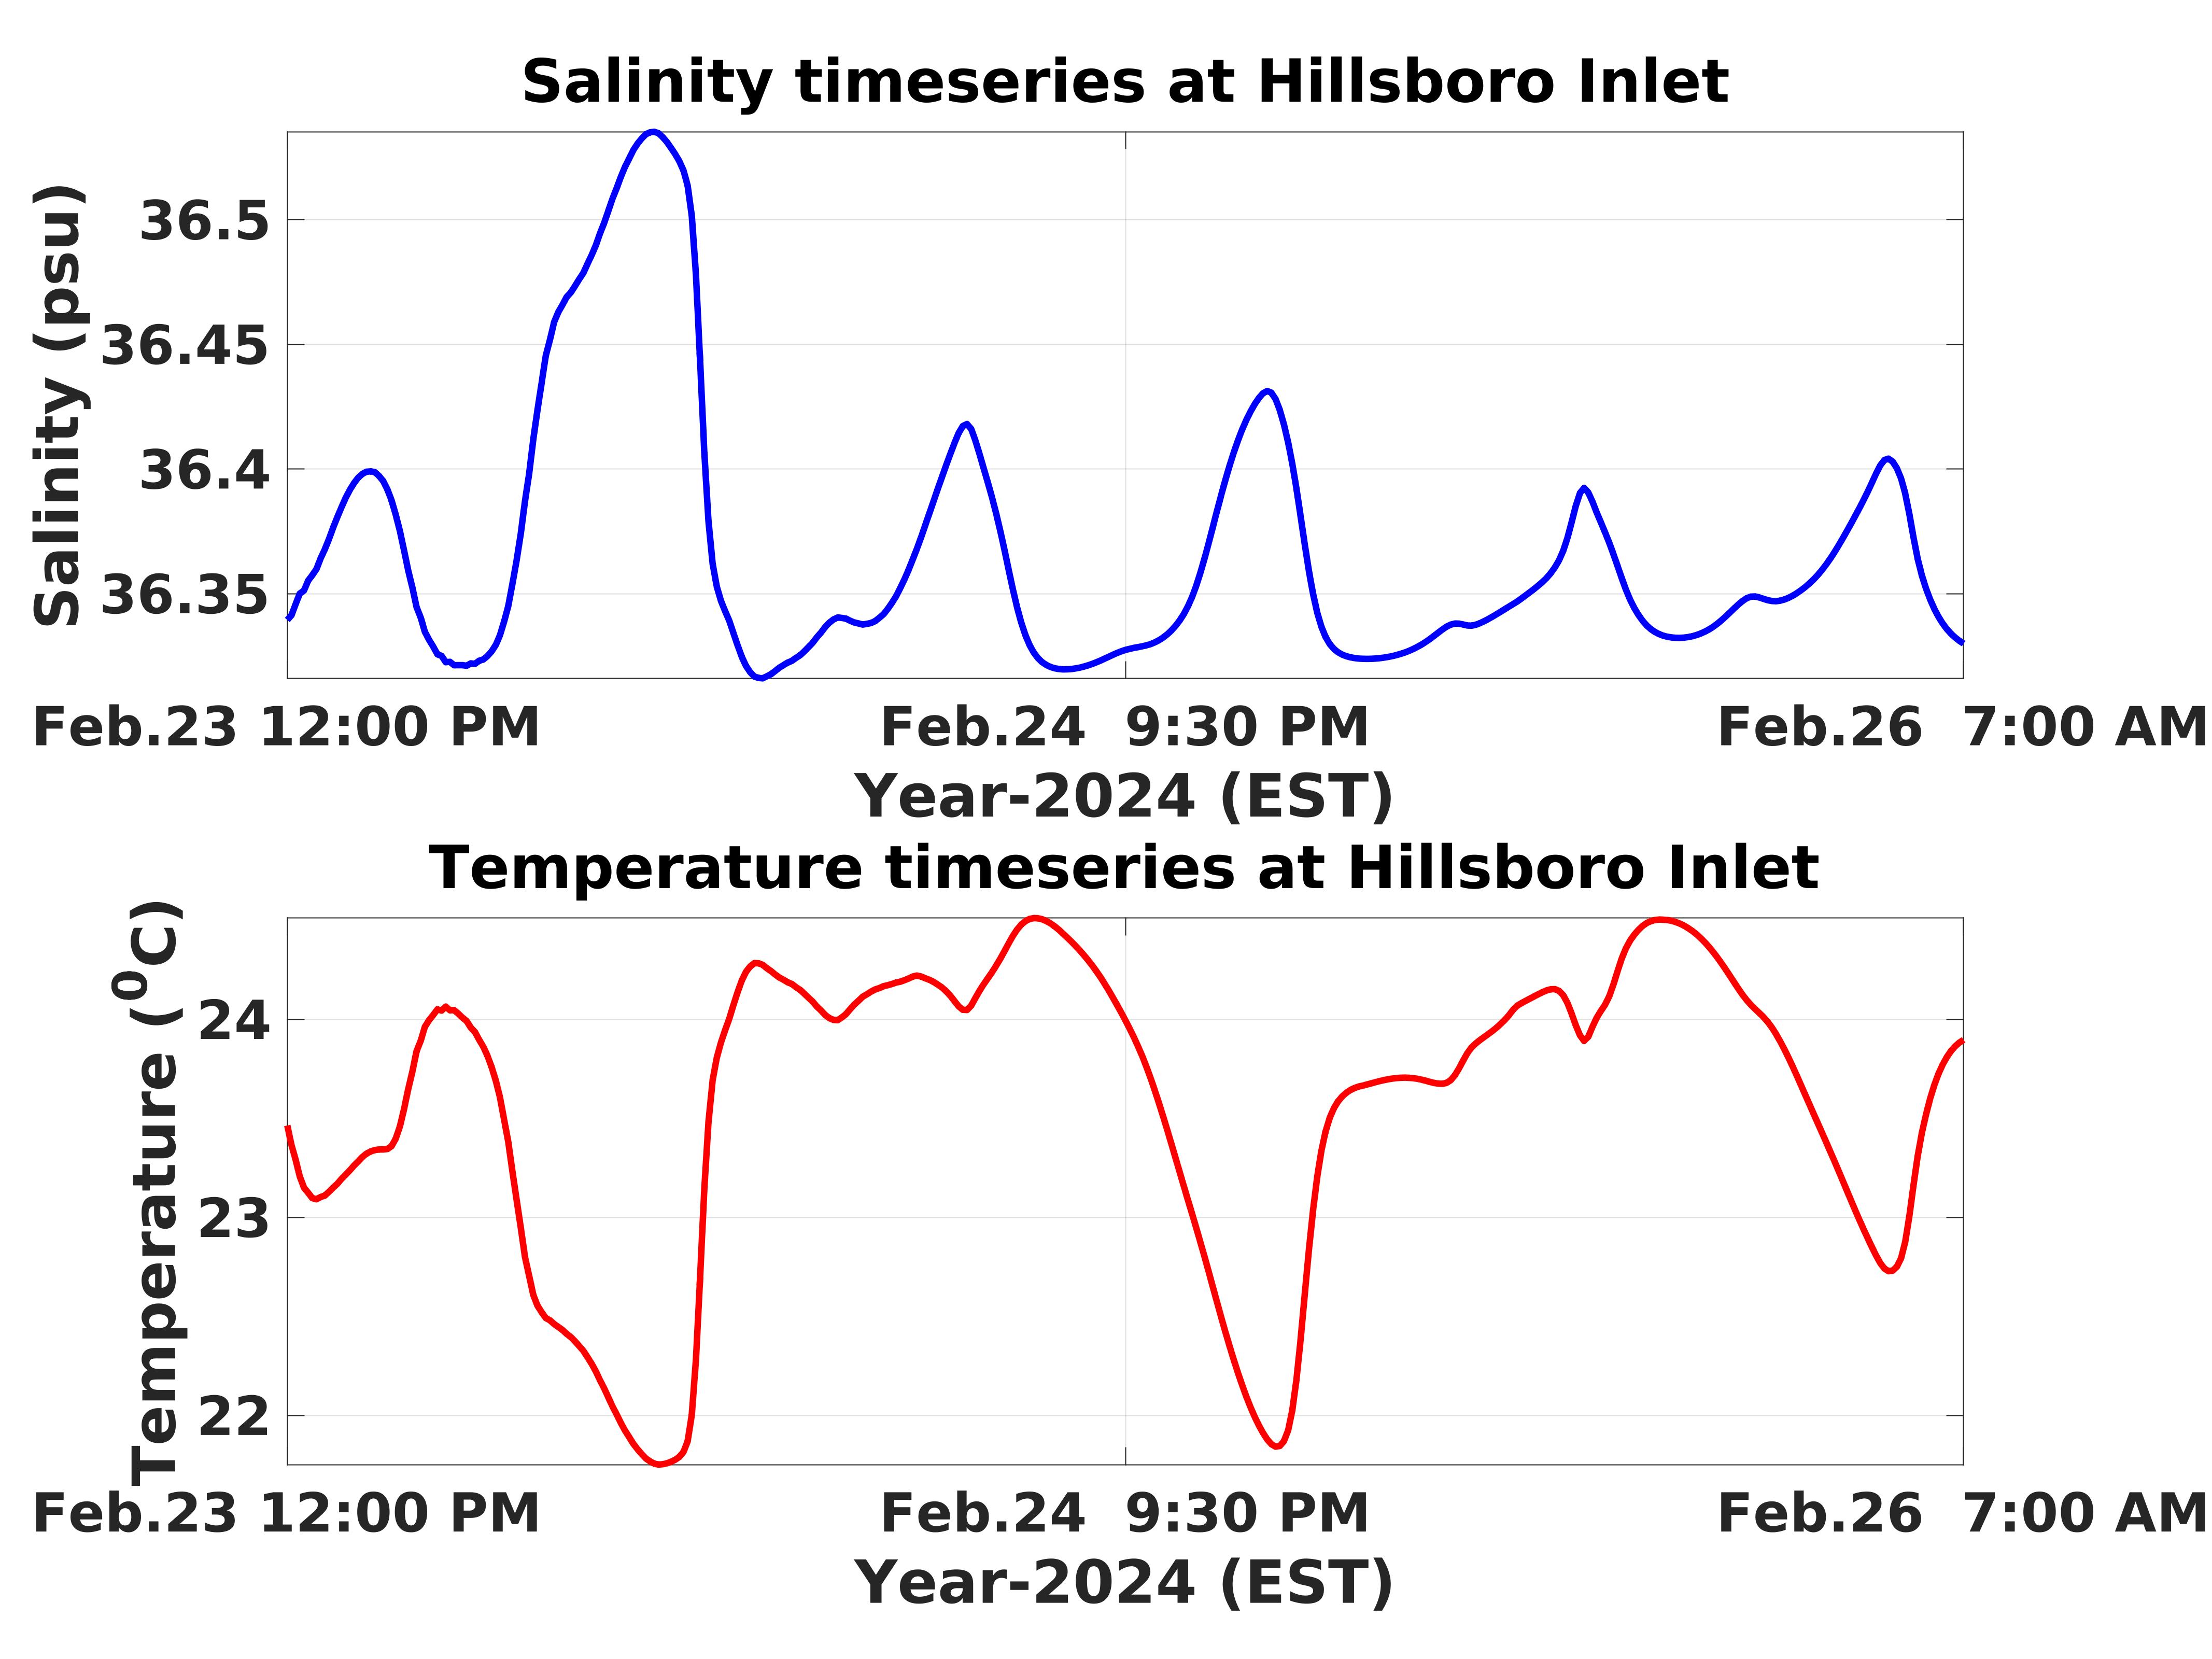 Salinity timeseries at Hillsboro Inlet
Salinity (psu)
36.5
36.45
36.4
36.35
Feb.23 12:00 PM Feb.24 9:30 PM Feb.26 7:00 AM
Year-2024 (EST)
Temperature timeseries at Hillsboro Inlet
Temperature (⁰C)
24
23
22
Feb.23 12:00 PM Feb.24 9:30 PM Feb.26 7:00 AM
Year-2024 (EST)